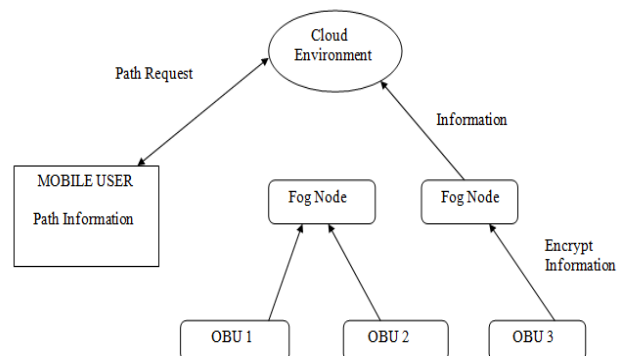 Cloud
Environment
Path Request
Information
MOBILE USER
Path Information
Fog Node
Fog Node
Encrypt
Information
OBU 1
OBU 2
OBU 3